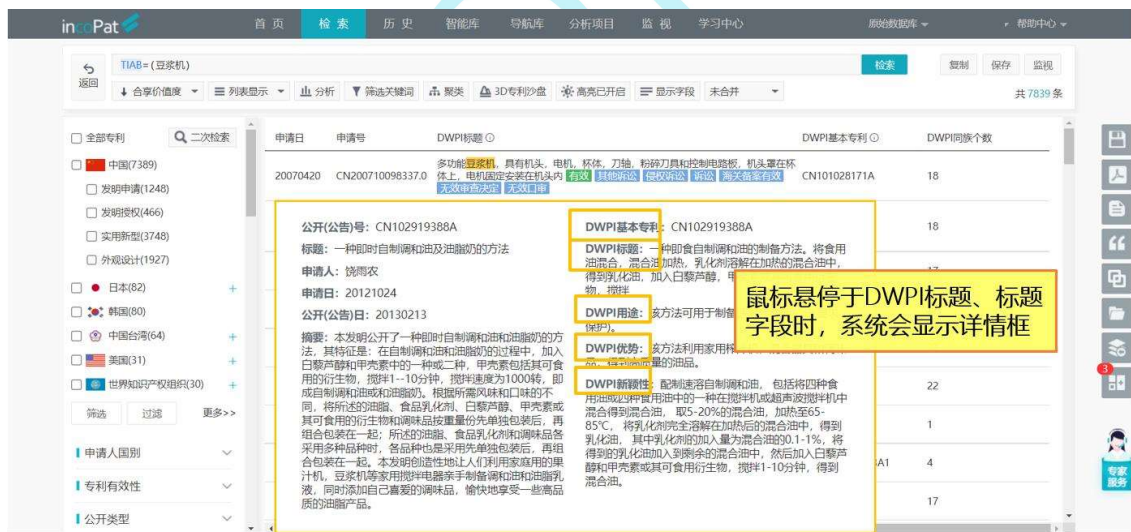 incoPat
首 页 检 索 历 史 智能库 导航库 分析项目 监 视 学习中心 原始数据库 帮助中心
返回
TIAB=(豆浆机)
检索 复制 保存 监视
合享价值度 列表显示 分析 筛选关键词 聚类 3D专利沙盘 高亮已开启 显示字段 未合并
共 7839 条
全部专利 二次检索
中国(7389)
发明申请(1248)
发明授权(466)
实用新型(3748)
外观设计(1927)
日本(82) +
韩国(80)
中国台湾(64) +
美国(31) +
世界知识产权组织(30) +
筛选 过滤 更多>>
申请人国别
专利有效性
公开类型
申请日 申请号 DWPI标题 DWPI基本专利 DWPI同族个数
20070420 CN200710098337.0
多功能豆浆机，具有机头、电机，杯体，刀轴，粉碎刀具和控制电路板，机头罩在杯
体上，电机固定安装在机头内 有效 其他诉讼 侵权诉讼 诉讼 海关备案有效
无效审查决定 无效口审
CN101028171A 18
18
22
1
A1 4
17
公开(公告)号：CN102919388A
标题：一种即时自制调和油及油脂奶的方法
申请人：饶雨农
申请日：20121024
公开(公告)日：20130213
摘要：本发明公开了一种即时自制调和油和油脂奶的方
法，其特征是：在自制调和油和油脂奶的过程中，加入
白藜芦醇和甲壳素中的一种或二种，甲壳素包括其可食
用的衍生物，搅拌1--10分钟，搅拌速度为1000转，即
成自制调和油或和油脂奶。根据所需风味和口味的不
同，将所述的油脂、食品乳化剂、白藜芦醇、甲壳素或
其可食用的衍生物和调味品按重量份先单独包装后，再
组合包装在一起；所述的油脂、食品乳化剂和调味品各
采用多种品种时，各品种也是采用先单独包装后，再组
合包装在一起。本发明创造性地让人们利用家庭用的果
汁机，豆浆机等家用搅拌电器亲手制备调和油和油脂乳
液，同时添加自己喜爱的调味品，愉快地享受一些高品
质的油脂产品。
DWPI基本专利：CN102919388A
DWPI标题：一种即食自制调和油的制备方法。将食用
油混合，混合油加热，乳化剂溶解在加热的混合油中，
得到乳化油，加入白藜芦醇，甲
物，搅拌
DWPI用途：该方法可用于制备
保护)。
DWPI优势：该方法利用家用榨
品，得到高质量的油品。
DWPI新颖性：配制速溶自制调和油，包括将四种食
用油或四种食用油中的一种在搅拌机或超声波搅拌机中
混合得到混合油，取5-20%的混合油，加热至65-
85℃，将乳化剂完全溶解在加热后的混合油中，得到
乳化油，其中乳化剂的加入量为混合油的0.1-1%，将
得到的乳化油加入到剩余的混合油中，然后加入白藜芦
醇和甲壳素或其可食用衍生物，搅拌1-10分钟，得到
混合油。
鼠标悬停于DWPI标题、标题
字段时，系统会显示详情框
3
专家
服务